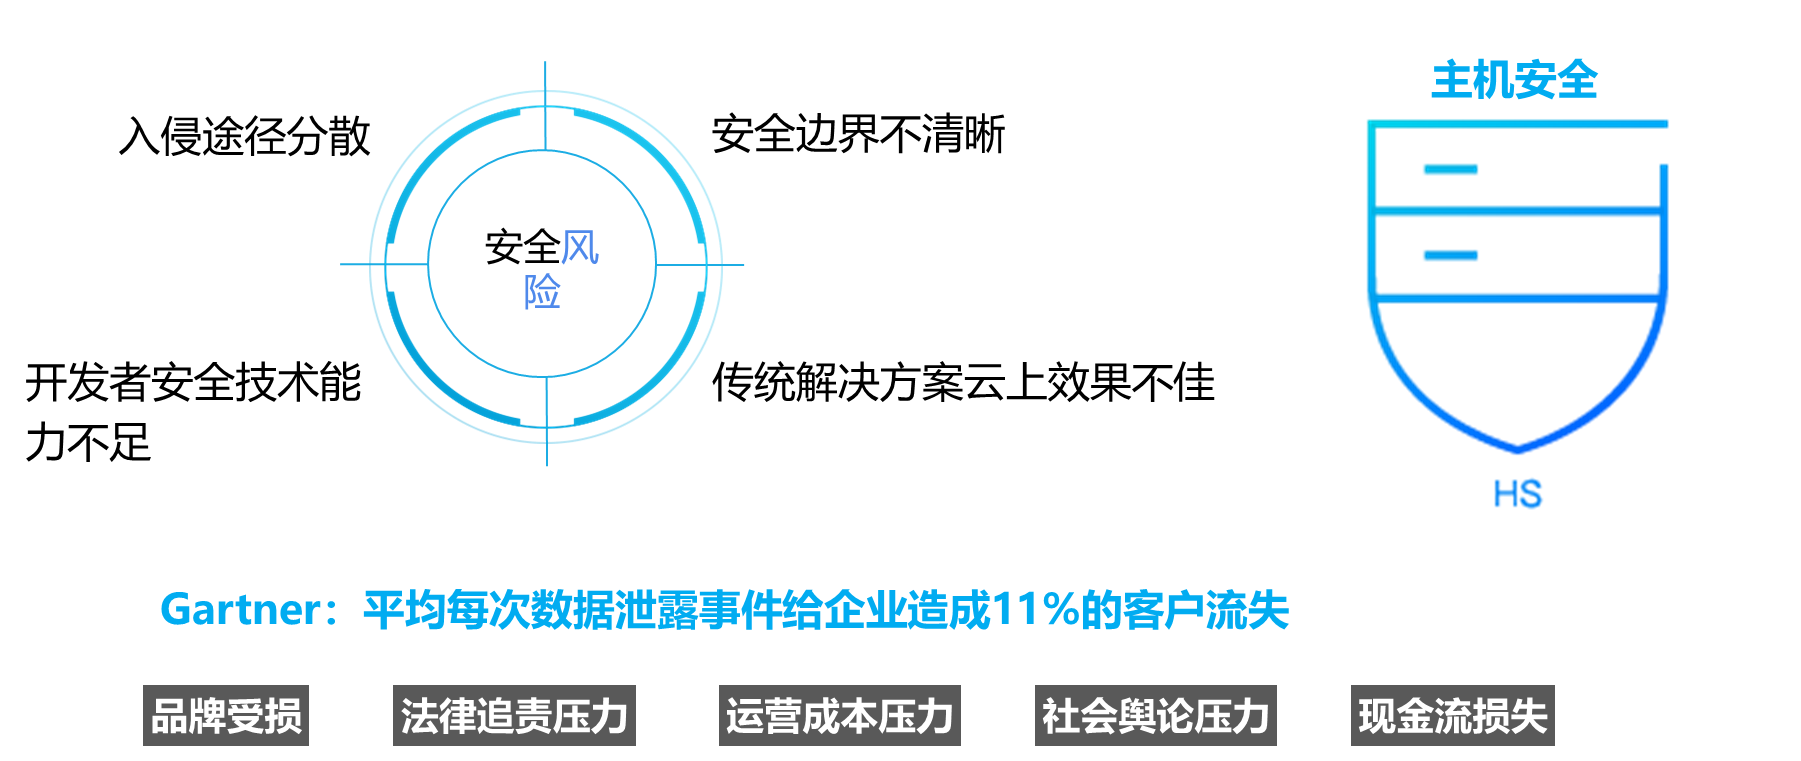 主机安全
入侵途径分散
安全边界不清晰
安全风
险
开发者安全技术能
力不足
传统解决方案云上效果不佳
HS
Gartner：平均每次数据泄露事件给企业造成11%的客户流失
品牌受损
法律追责压力
运营成本压力
社会舆论压力
现金流损失